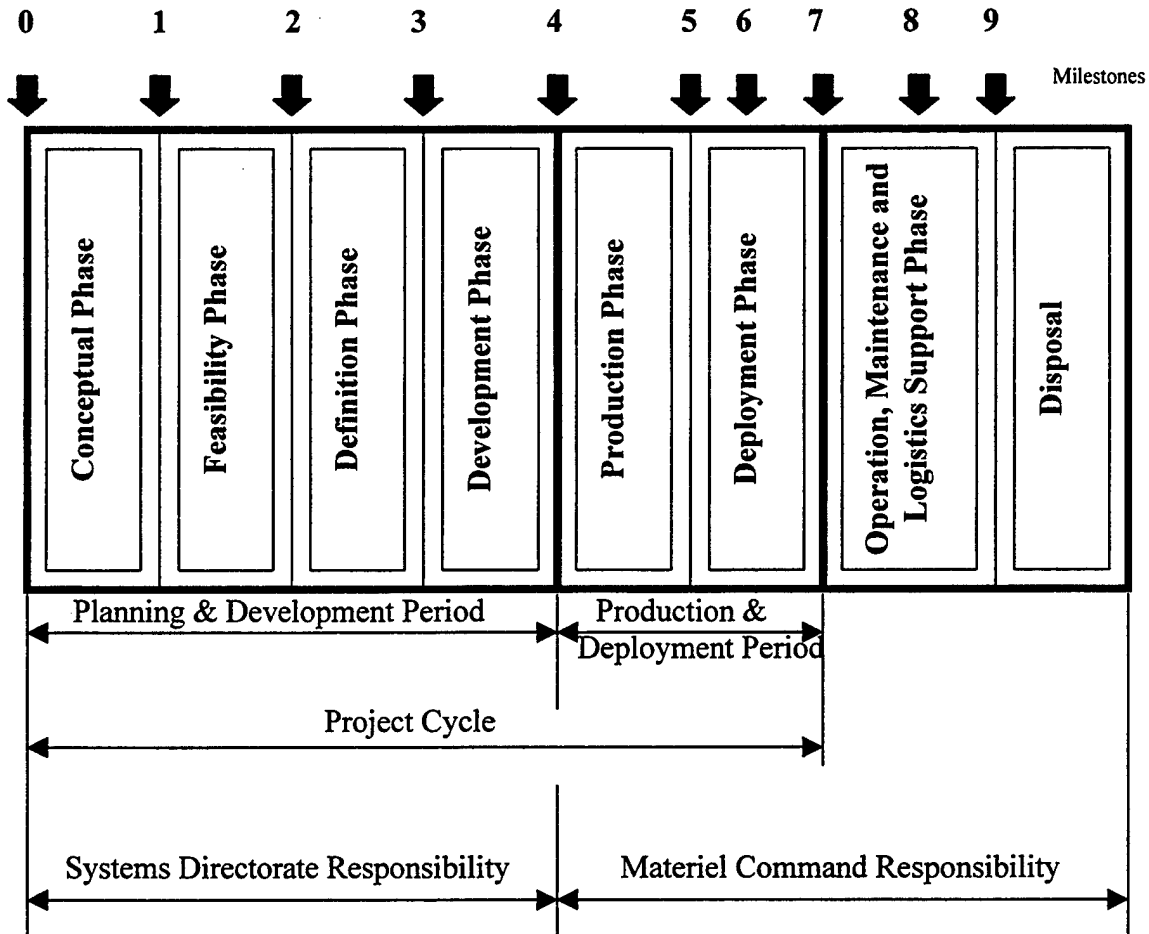 0 1 2 3 4 5 6 7 8 9
Milestones
Conceptual Phase
Feasibility Phase
Definition Phase
Development Phase
Production Phase
Deployment Phase
Operation, Maintenance and
Logistics Support Phase
Disposal
Planning & Development Period
Production &
Deployment Period
Project Cycle
Systems Directorate Responsibility
Materiel Command Responsibility